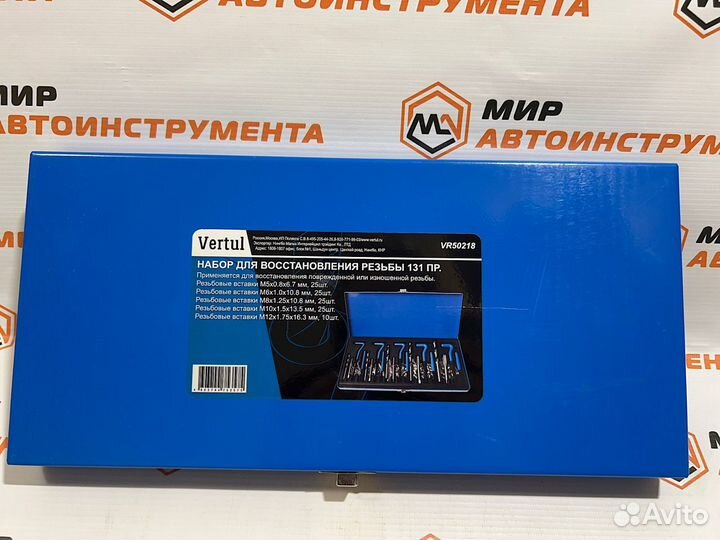 АВТОИНСТРУМЕНТА
МИР
АВТОИНСТРУМЕНТА
МИР
АВТОИНСТРУМЕНТА
Vertul
VR50218
НАБОР ДЛЯ ВОССТАНОВЛЕНИЯ РЕЗЬБЫ 131 ПР.
Применяется для восстановления поврежденной или изношенной резьбы.
Резьбовые вставки M5x0.8x6.7 мм, 25шт.
Резьбовые вставки M6x1.0x10.8 мм, 25шт.
Резьбовые вставки M8x1.25x10.8 мм, 25шт.
Резьбовые вставки M10x1.5x13.5 мм, 25шт.
Резьбовые вставки M12x1.75x16.3 мм, 10шт.
МИР
Avito